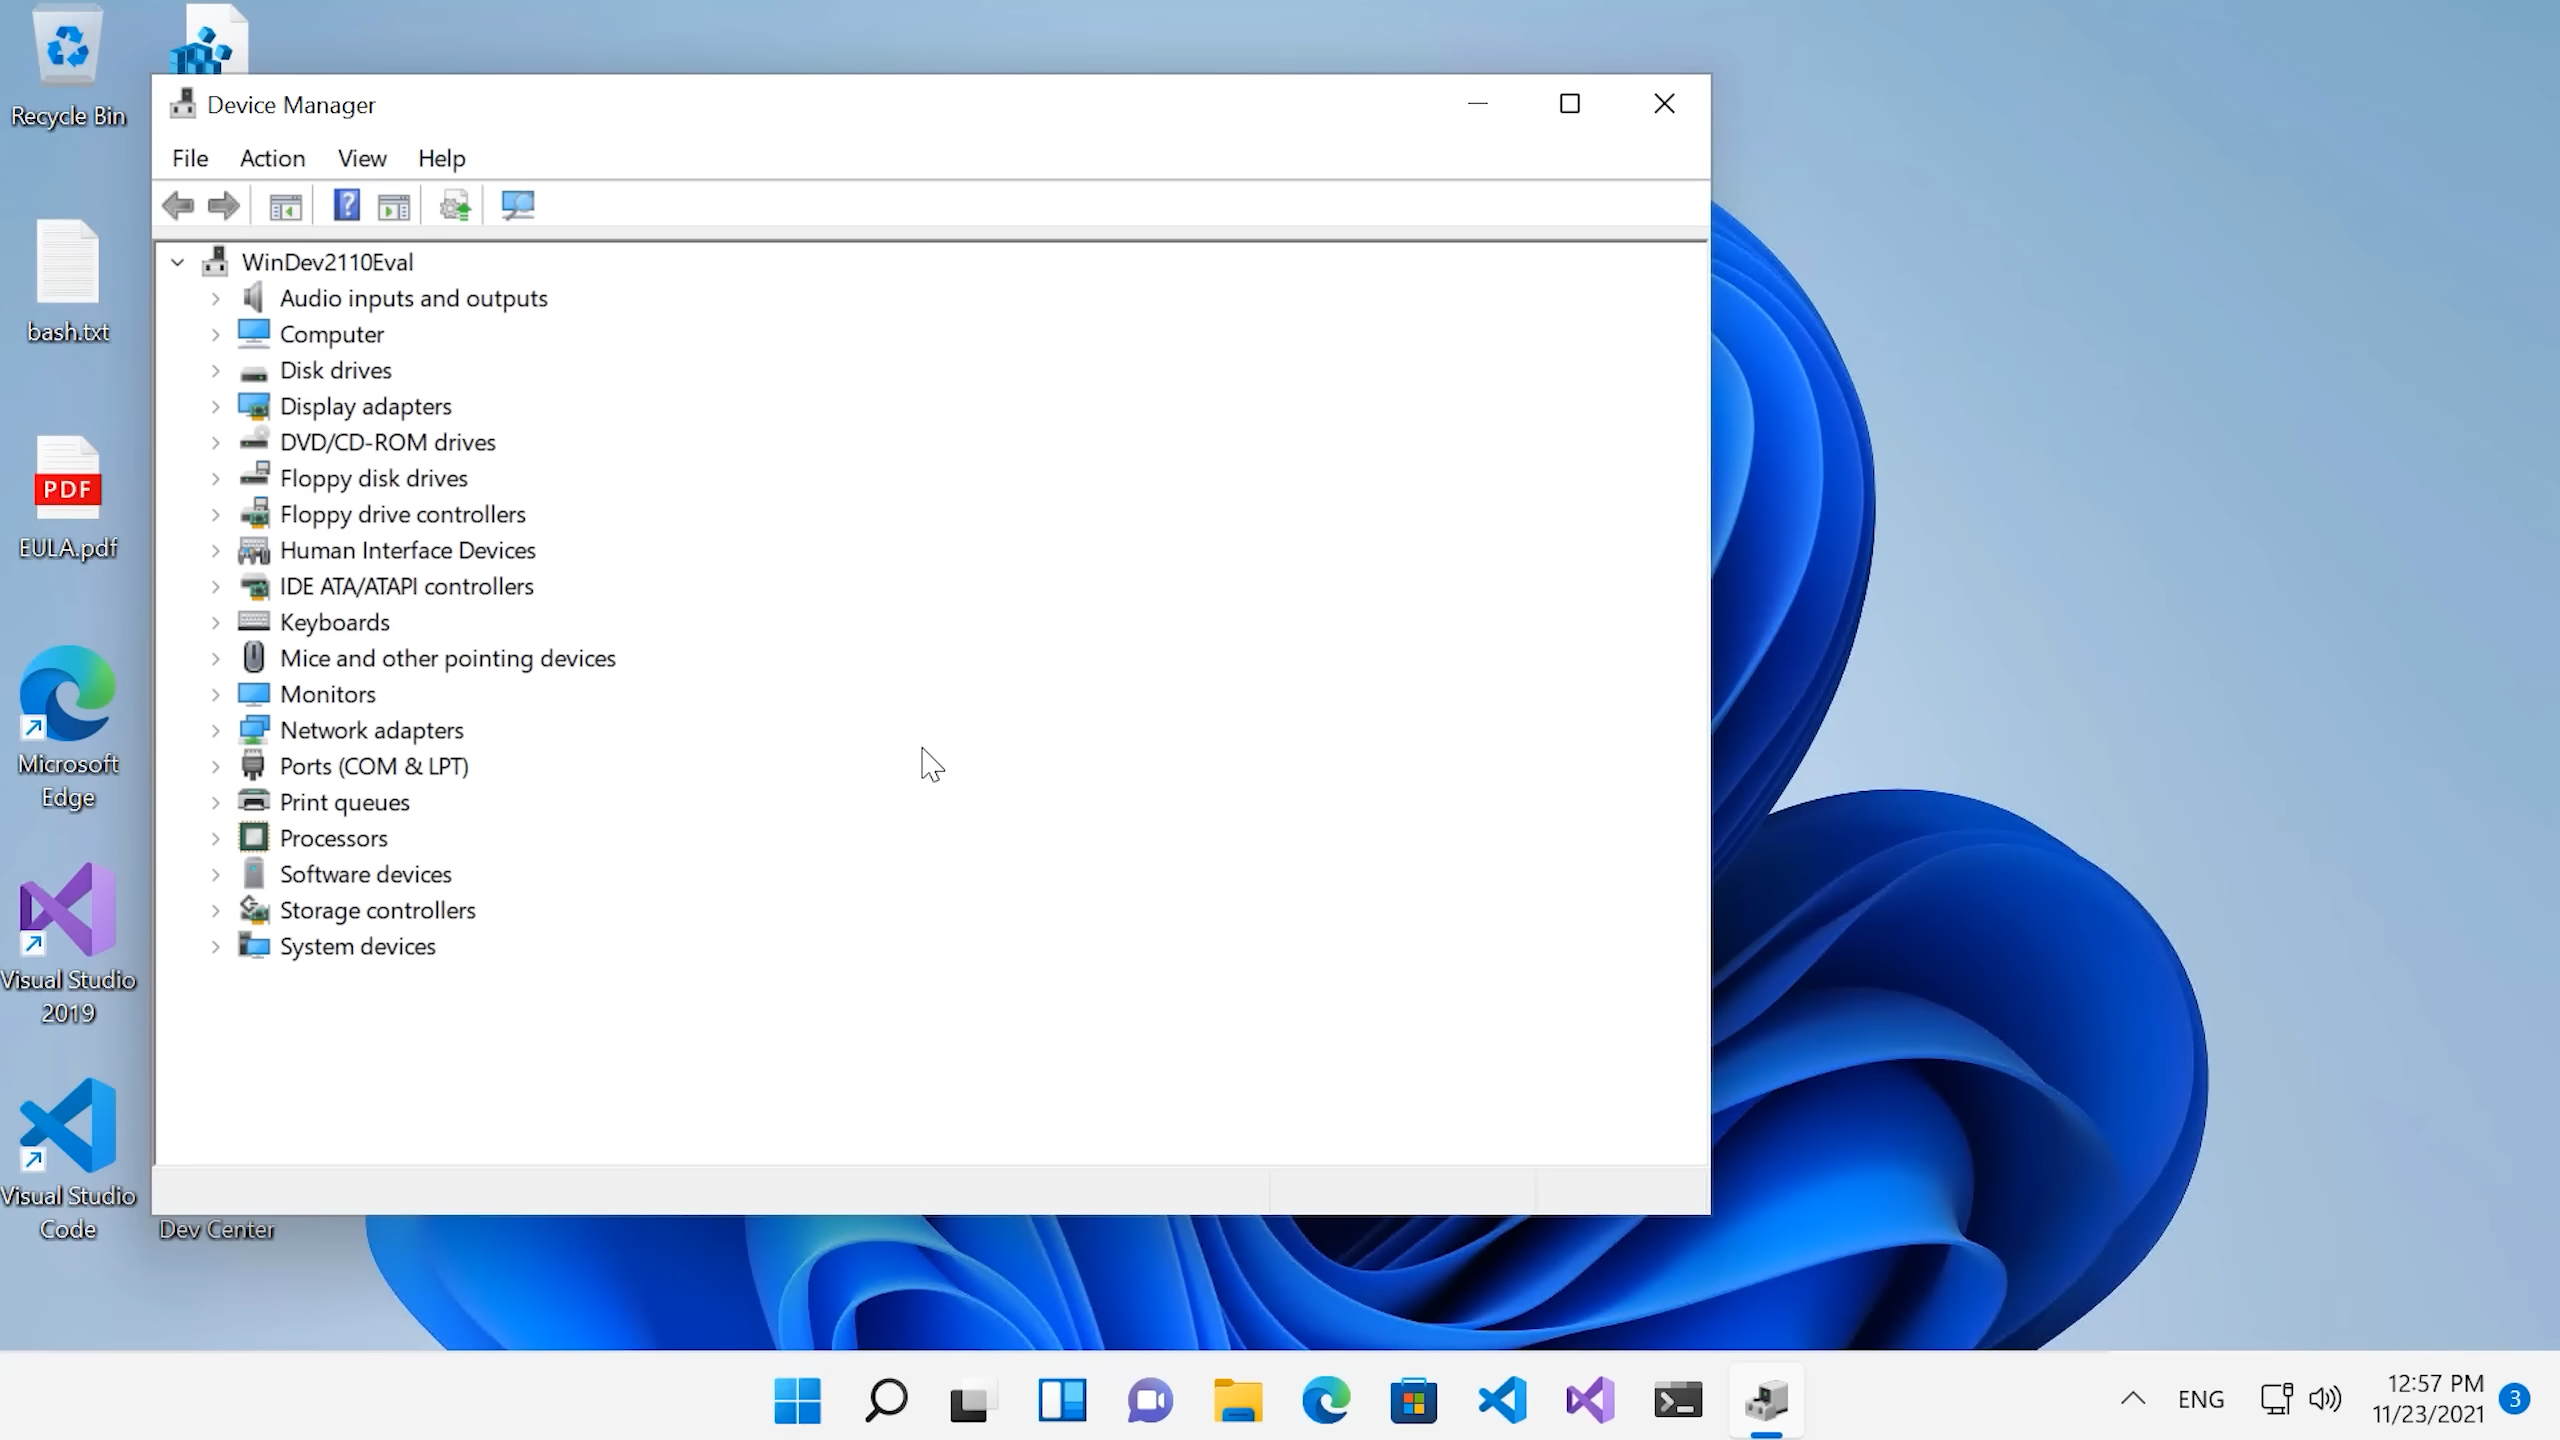 Recycle Bin
bash.txt
PDF
EULA.pdf
Microsoft
Edge
Visual Studio
2019
Visual Studio
Code
Dev Center
Device Manager
File Action View Help
?
WinDev2110Eval
Audio inputs and outputs
Computer
Disk drives
Display adapters
DVD/CD-ROM drives
Floppy disk drives
Floppy drive controllers
Human Interface Devices
IDE ATA/ATAPI controllers
Keyboards
Mice and other pointing devices
Monitors
Network adapters
Ports (COM & LPT)
Print queues
Processors
Software devices
Storage controllers
System devices
ENG
12:57 PM
11/23/2021
3